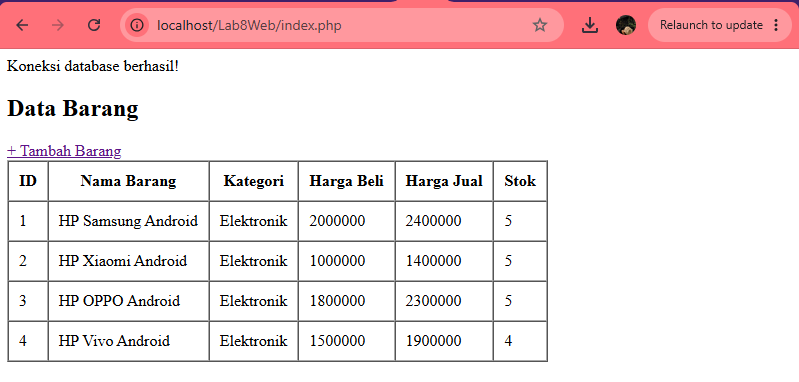 localhost/Lab8Web/index.php Relaunch to update
Koneksi database berhasil!
Data Barang
+ Tambah Barang
ID Nama Barang Kategori Harga Beli Harga Jual Stok
1 HP Samsung Android Elektronik 2000000 2400000 5
2 HP Xiaomi Android Elektronik 1000000 1400000 5
3 HP OPPO Android Elektronik 1800000 2300000 5
4 HP Vivo Android Elektronik 1500000 1900000 4